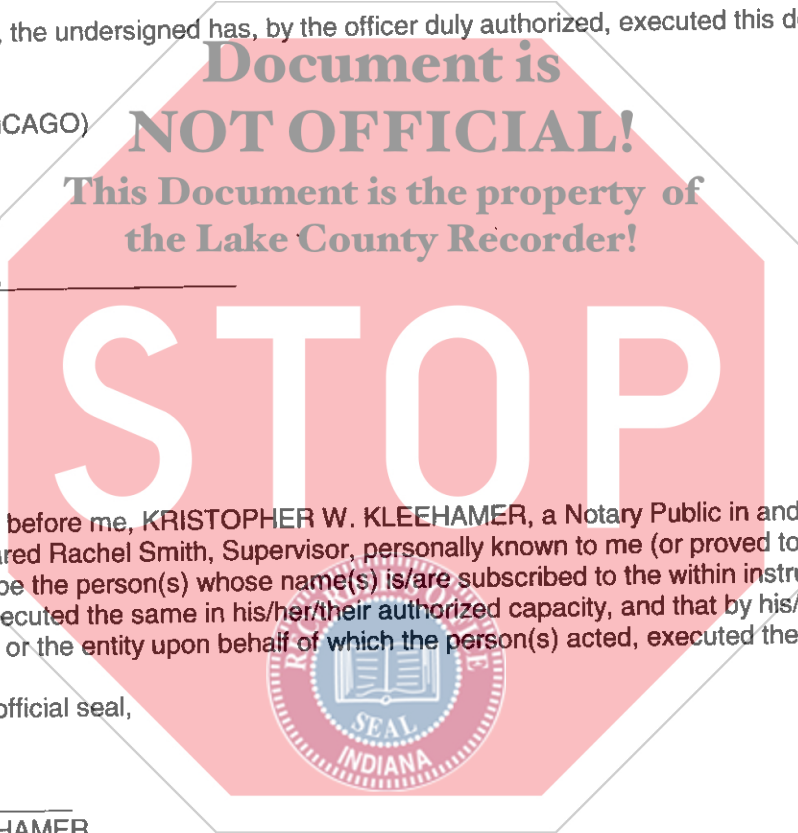 , the undersigned has, by the officer duly authorized, executed this d
Document is
CAGO)
NOT OFFICIAL!
This Document is the property of
the Lake County Recorder!
STOP
before me, KRISTOPHER W. KLEEHAMER, a Notary Public in and
red Rachel Smith, Supervisor, personally known to me (or proved to
be the person(s) whose name(s) is/are subscribed to the within instru
ecuted the same in his/her/their authorized capacity, and that by his/
or the entity upon behalf of which the person(s) acted, executed the
official seal,
SEAL
INDIANA
HAMER